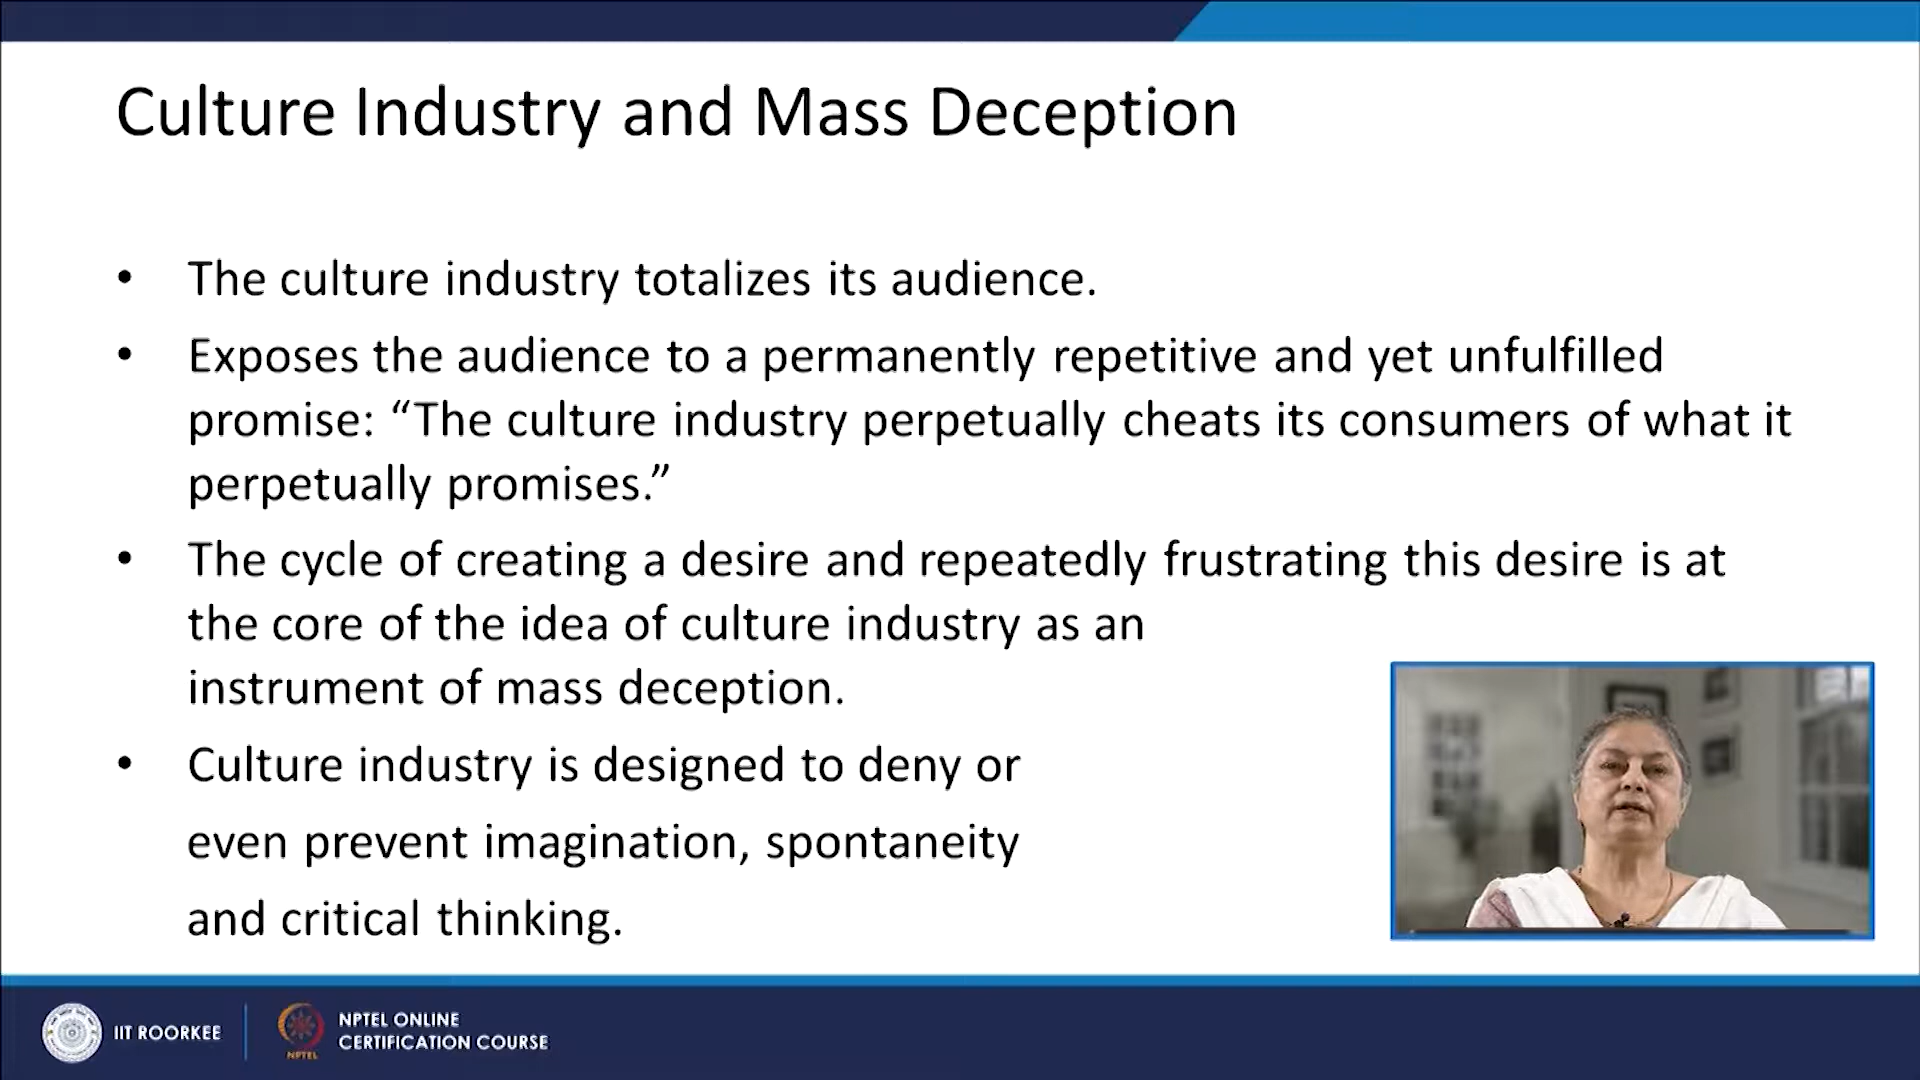 Culture Industry and Mass Deception
• The culture industry totalizes its audience.
• Exposes the audience to a permanently repetitive and yet unfulfilled
promise: “The culture industry perpetually cheats its consumers of what it
perpetually promises.”
• The cycle of creating a desire and repeatedly frustrating this desire is at
the core of the idea of culture industry as an
instrument of mass deception.
• Culture industry is designed to deny or
even prevent imagination, spontaneity
and critical thinking.
IIT ROORKEE
NPTEL
NPTEL ONLINE
CERTIFICATION COURSE